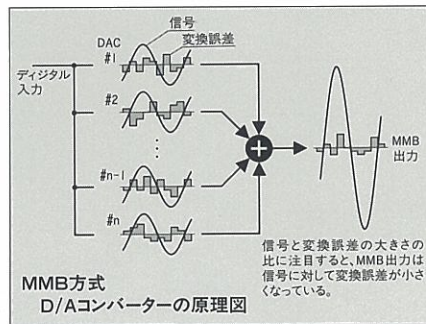 信号
DAC
変換誤差
#1
ディジタル
入力
#2
#n-1
#n
MMB
出力
信号と変換誤差の大きさの
比に注目すると、MMB出力は
信号に対して変換誤差が小さ
くなっている。
MMB方式
D/Aコンバーターの原理図